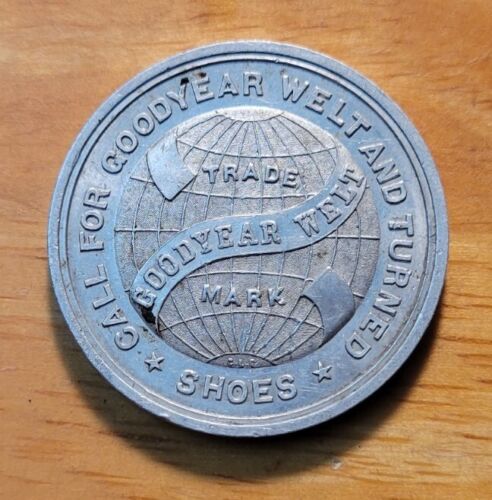 CALL FOR GOODYEAR WELT AND TURNED
★ SHOES ★
TRADE
GOODYEAR WELT
MARK